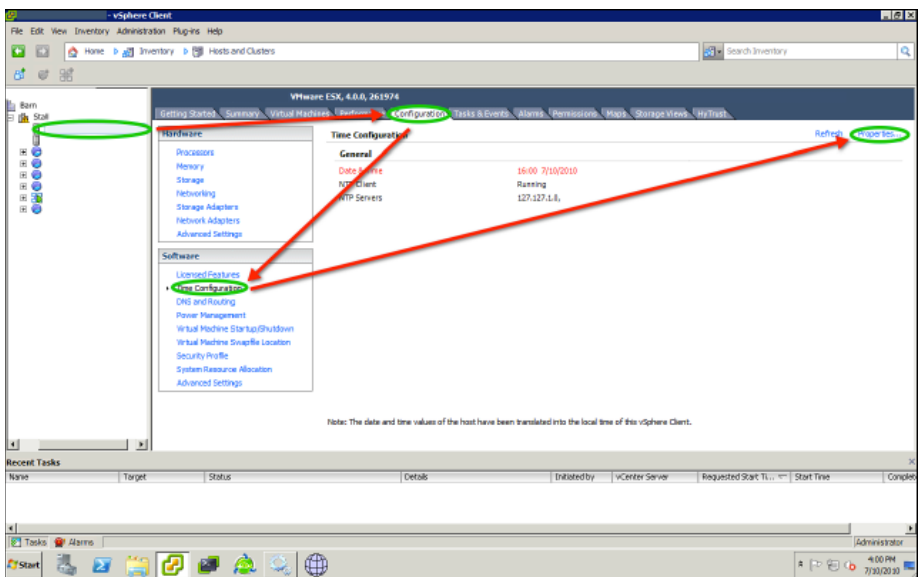 - vSphere Client
File Edit View Inventory Administration Plug-ins Help
Home Inventory Hosts and Clusters
Search Inventory
Barn
Stall
VMware ESX, 4.0.0, 261974
Getting Started Summary Virtual Machines Configuration Tasks & Events Alarms Permissions Maps Storage Views HyTrust
Hardware
Processors
Memory
Storage
Networking
Storage Adapters
Network Adapters
Advanced Settings
Software
Licensed Features
Time Configuration
DNS and Routing
Power Management
Virtual Machine Startup/Shutdown
Virtual Machine Swapfile Location
Security Profile
System Resource Allocation
Advanced Settings
Time Configuration
Refresh Properties...
General
Date & Time 16:00 7/10/2010
NTP Client Running
NTP Servers 127.127.1.0,
Note: The date and time values of the host have been translated into the local time of this vSphere Client.
Recent Tasks
Name Target Status Details Initiated by vCenter Server Requested Start Ti... Start Time Complet
Tasks Alarms
Administrator
Start
4:00 PM
7/10/2010